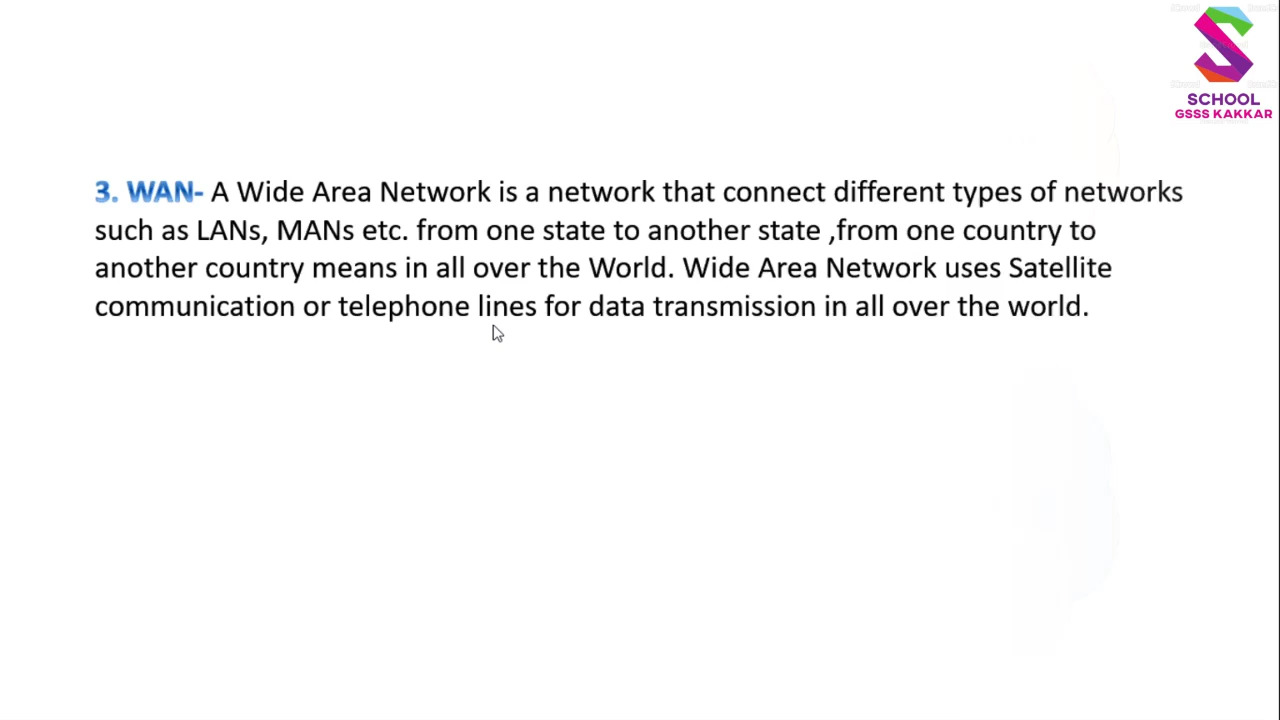 SCHOOL
GSSS KAKKAR
3. WAN- A Wide Area Network is a network that connect different types of networks
such as LANs, MANs etc. from one state to another state ,from one country to
another country means in all over the World. Wide Area Network uses Satellite
communication or telephone lines for data transmission in all over the world.